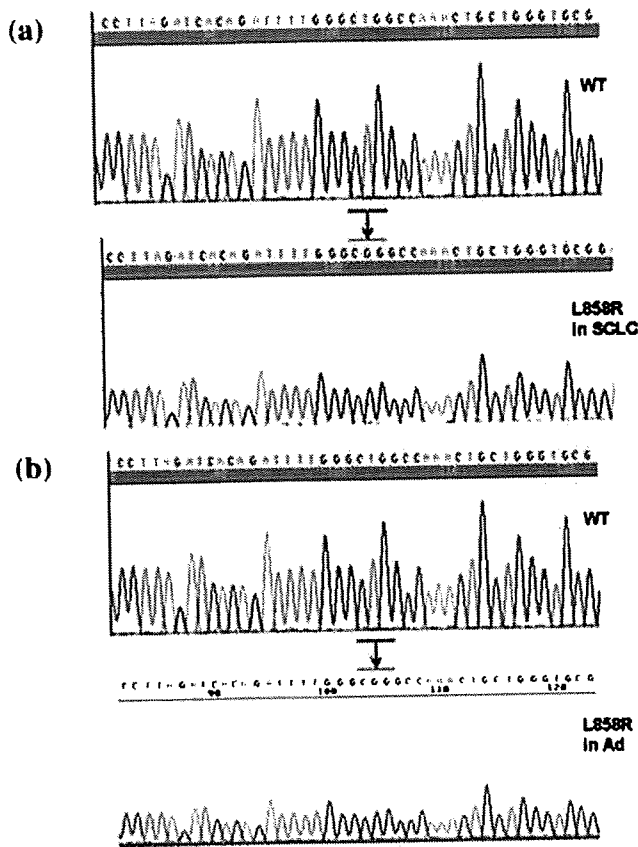 (a)
C C T T A G A T C A C A G A T T T T G G G C T G G C C A A A C T G C T G G G T G C G
WT
C C T T A G A T C A C A G A T T T T G G G C G G G C C A A A C T G C T G G G T G C G G
L858R
in SCLC
(b)
C C T T A G A T C A C A G A T T T T G G G C T G G C C A A A C T G C T G G G T G C G
WT
C C T T A G A T C A C A G A T T T T G G G C G G G C C A A A C T G C T G G G T G C G
90 100 110 120
L858R
in Ad